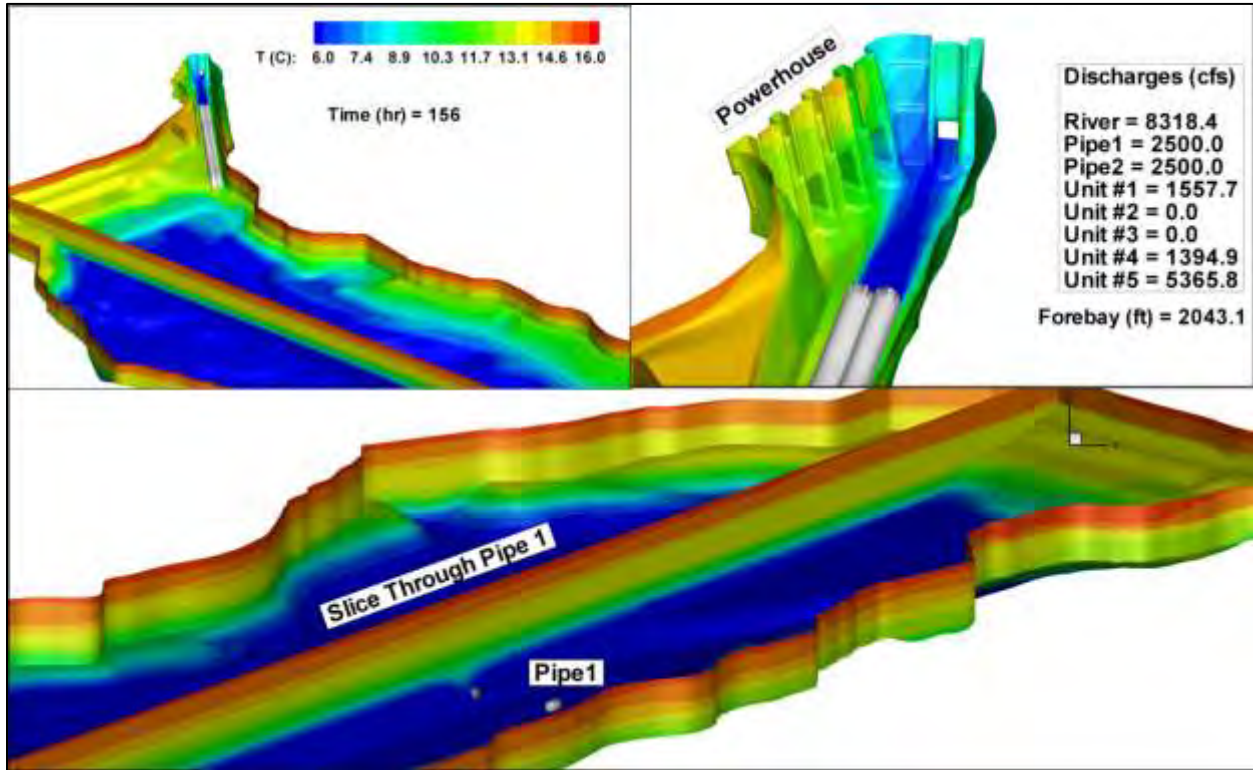 T (C): 6.0 7.4 8.9 10.3 11.7 13.1 14.6 16.0
Time (hr) = 156
Powerhouse
Discharges (cfs)
River = 8318.4
Pipe1 = 2500.0
Pipe2 = 2500.0
Unit #1 = 1557.7
Unit #2 = 0.0
Unit #3 = 0.0
Unit #4 = 1394.9
Unit #5 = 5365.8
Forebay (ft) = 2043.1
Slice Through Pipe 1
Pipe1